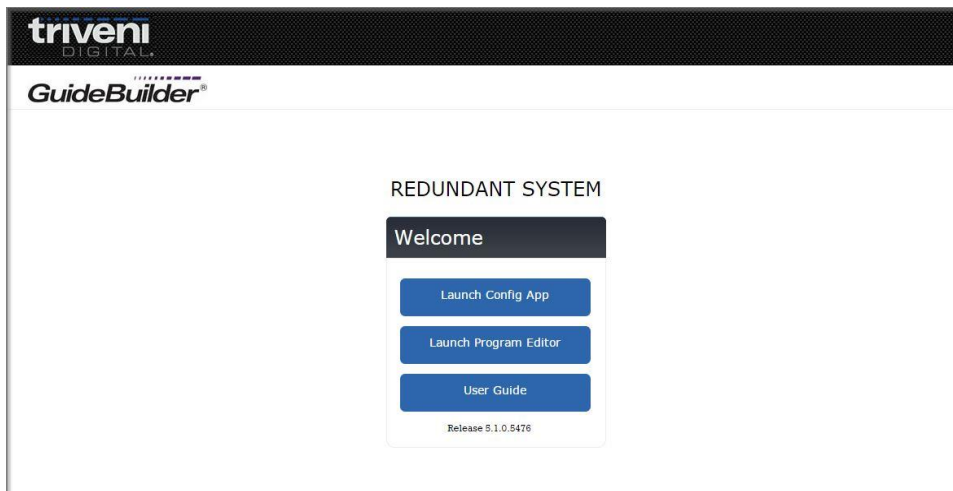 triveni
DIGITAL.
GuideBuilder®
REDUNDANT SYSTEM
Welcome
Launch Config App
Launch Program Editor
User Guide
Release 5.1.0.5476